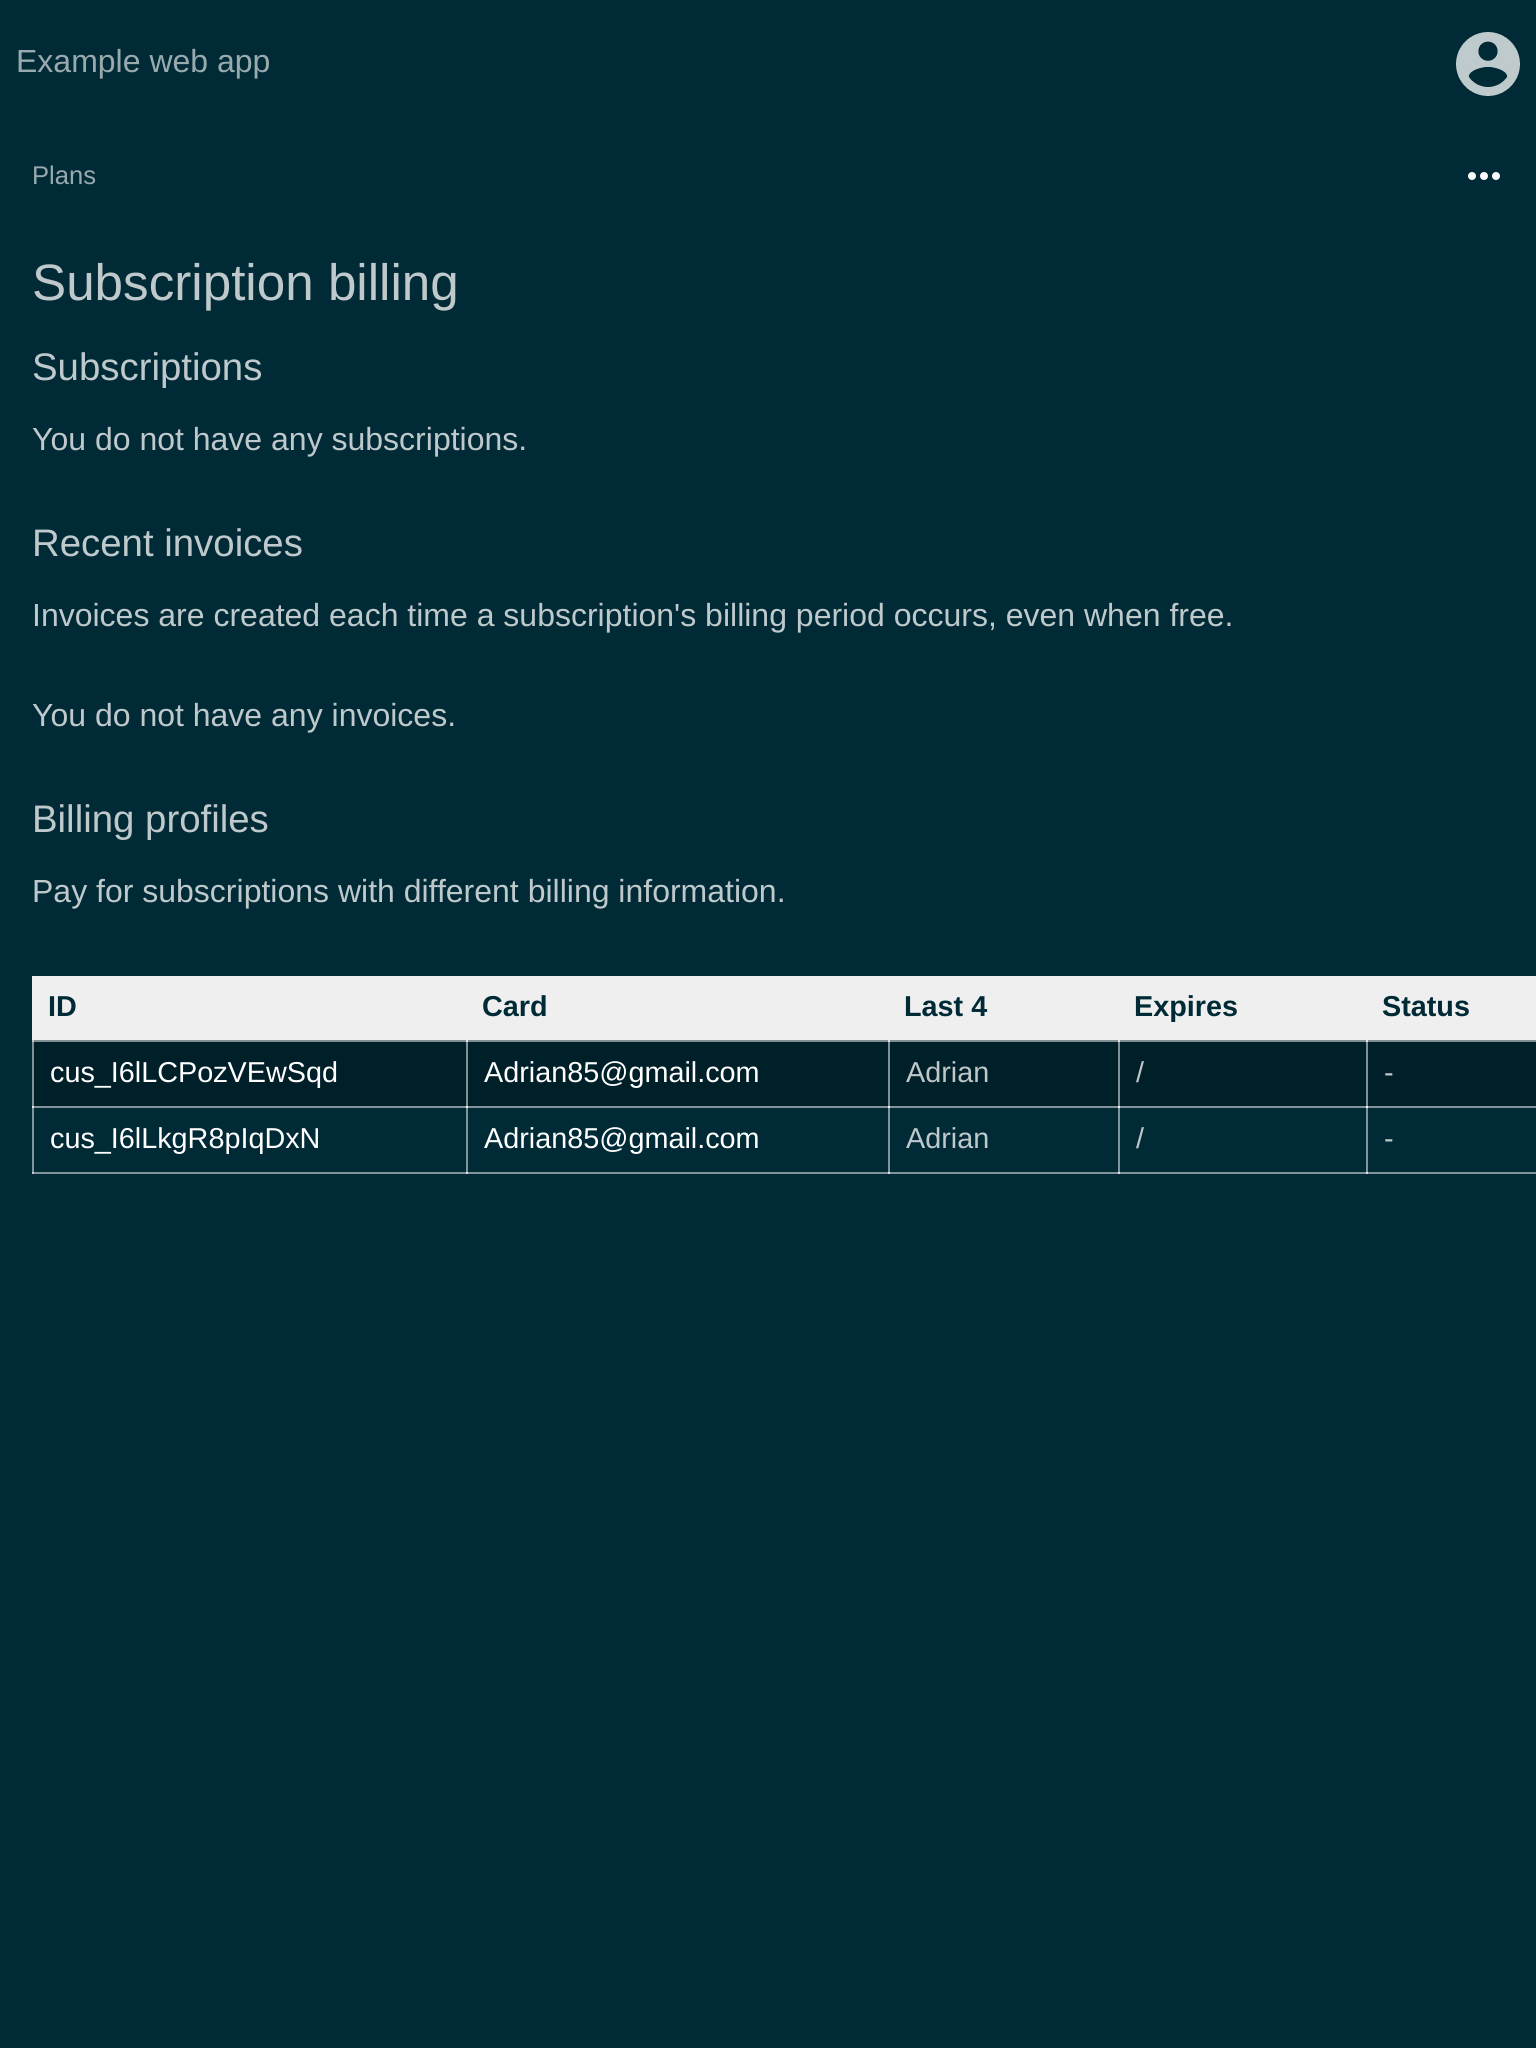 Example web app
Plans
Subscription billing
Subscriptions
You do not have any subscriptions.
Recent invoices
Invoices are created each time a subscription's billing period occurs, even when free.
You do not have any invoices.
Billing profiles
Pay for subscriptions with different billing information.
ID Card Last 4 Expires Status
cus_I6lLCPozVEwSqd Adrian85@gmail.com Adrian / -
cus_I6lLkgR8pIqDxN Adrian85@gmail.com Adrian / -